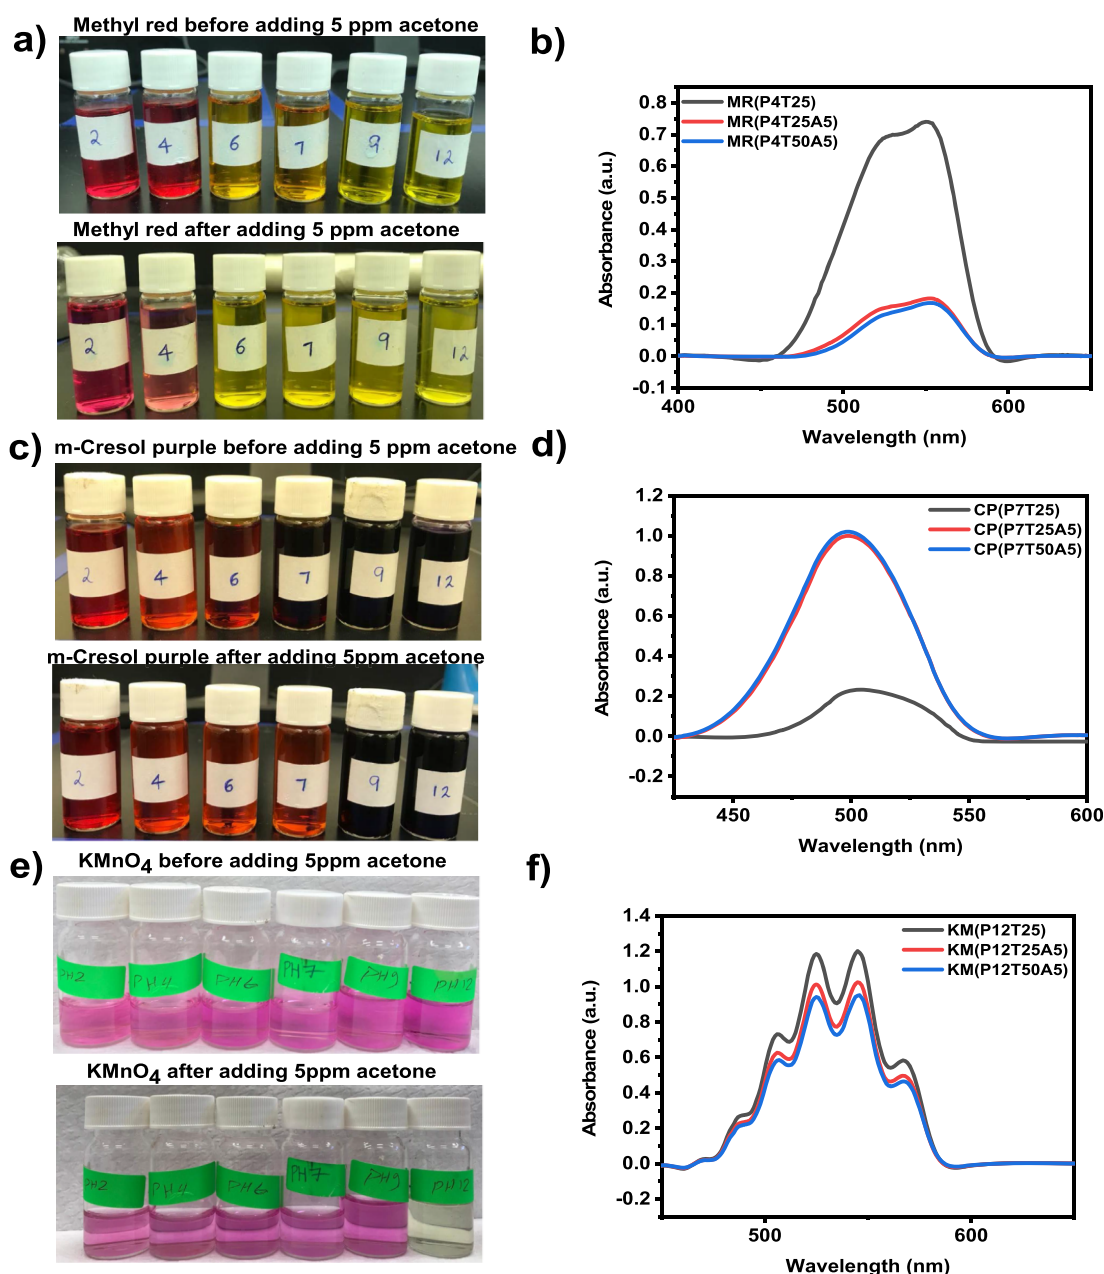 a)
Methyl red before adding 5 ppm acetone
2 4 6 7 9 12
Methyl red after adding 5 ppm acetone
2 4 6 7 9 12
b)
MR(P4T25)
MR(P4T25A5)
MR(P4T50A5)
0.8
0.7
0.6
0.5
0.4
0.3
0.2
0.1
0.0
-0.1
Absorbance (a.u.)
400 500 600
Wavelength (nm)
c)
m-Cresol purple before adding 5 ppm acetone
2 4 6 7 9 12
m-Cresol purple after adding 5ppm acetone
2 4 6 7 9 12
d)
CP(P7T25)
CP(P7T25A5)
CP(P7T50A5)
1.2
1.0
0.8
0.6
0.4
0.2
0.0
-0.2
Absorbance (a.u.)
450 500 550 600
Wavelength (nm)
e)
KMnO₄ before adding 5ppm acetone
PH2 PH4 PH6 PH7 PH9 PH12
KMnO₄ after adding 5ppm acetone
PH2 PH4 PH6 PH7 PH9 PH12
f)
KM(P12T25)
KM(P12T25A5)
KM(P12T50A5)
1.4
1.2
1.0
0.8
0.6
0.4
0.2
0.0
-0.2
Absorbance (a.u.)
500 600
Wavelength (nm)